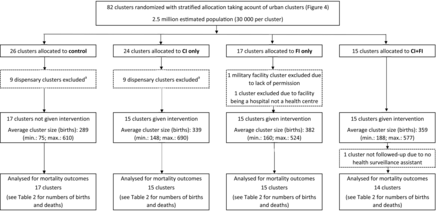 82 clusters randomized with stratified allocation taking account of urban clusters (Figure 4)
2.5 million estimated population (30 000 per cluster)
26 clusters allocated to control
24 clusters allocated to CI only
17 clusters allocated to FI only
15 clusters allocated to CI+FI
9 dispensary clusters excludedª
9 dispensary clusters excludedª
1 military facility cluster excluded due
to lack of permission
1 cluster excluded due to facility
being a hospital not a health centre
17 clusters not given intervention
Average cluster size (births): 289
(min.: 75; max.: 610)
15 clusters given intervention
Average cluster size (births): 339
(min.: 148; max.: 690)
15 clusters given intervention
Average cluster size (births): 382
(min.: 160; max.: 524)
15 clusters given intervention
Average cluster size (births): 359
(min.: 188; max.: 577)
1 cluster not followed-up due to no
health surveillance assistant
Analysed for mortality outcomes
17 clusters
(see Table 2 for numbers of births
and deaths)
Analysed for mortality outcomes
15 clusters
(see Table 2 for numbers of births
and deaths)
Analysed for mortality outcomes
15 clusters
(see Table 2 for numbers of births
and deaths)
Analysed for mortality outcomes
14 clusters
(see Table 2 for numbers of births
and deaths)